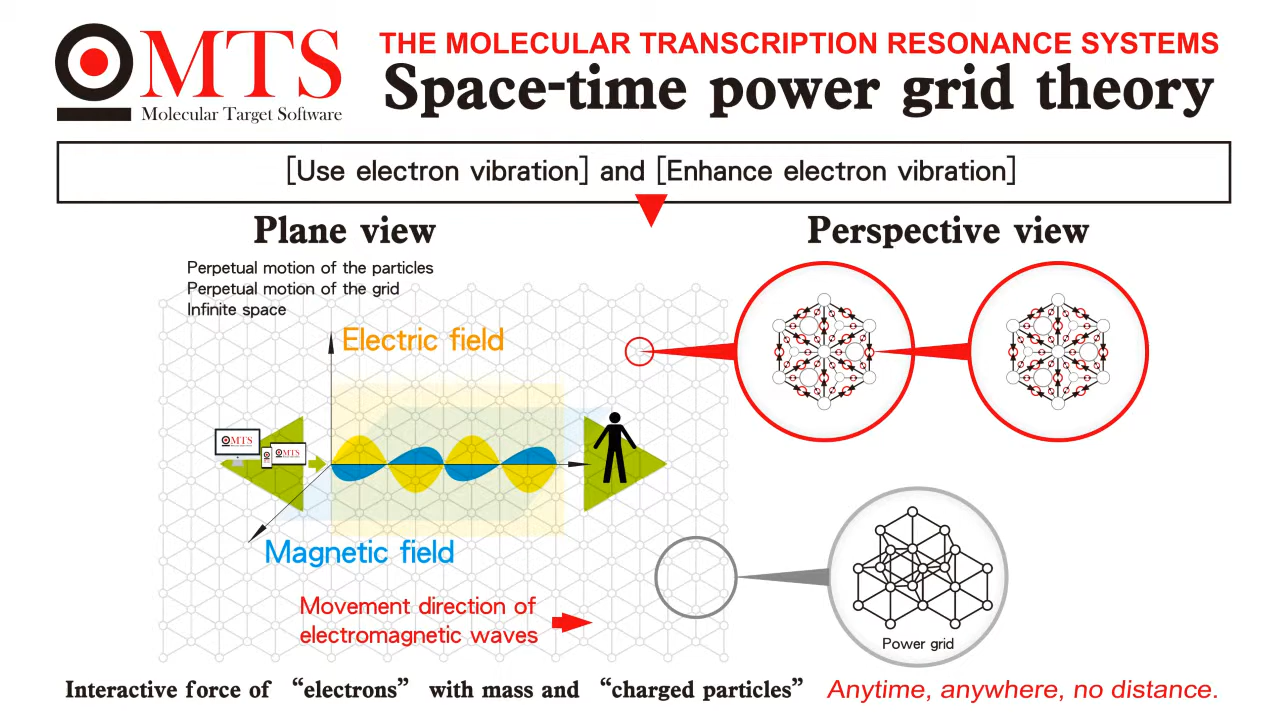 MTS
Molecular Target Software
THE MOLECULAR TRANSCRIPTION RESONANCE SYSTEMS
Space-time power grid theory
[Use electron vibration] and [Enhance electron vibration]
Plane view
Perspective view
Perpetual motion of the particles
Perpetual motion of the grid
Infinite space
Electric field
MTS
MTS
Magnetic field
Movement direction of
electromagnetic waves
Power grid
Interactive force of “electrons” with mass and “charged particles”
Anytime, anywhere, no distance.